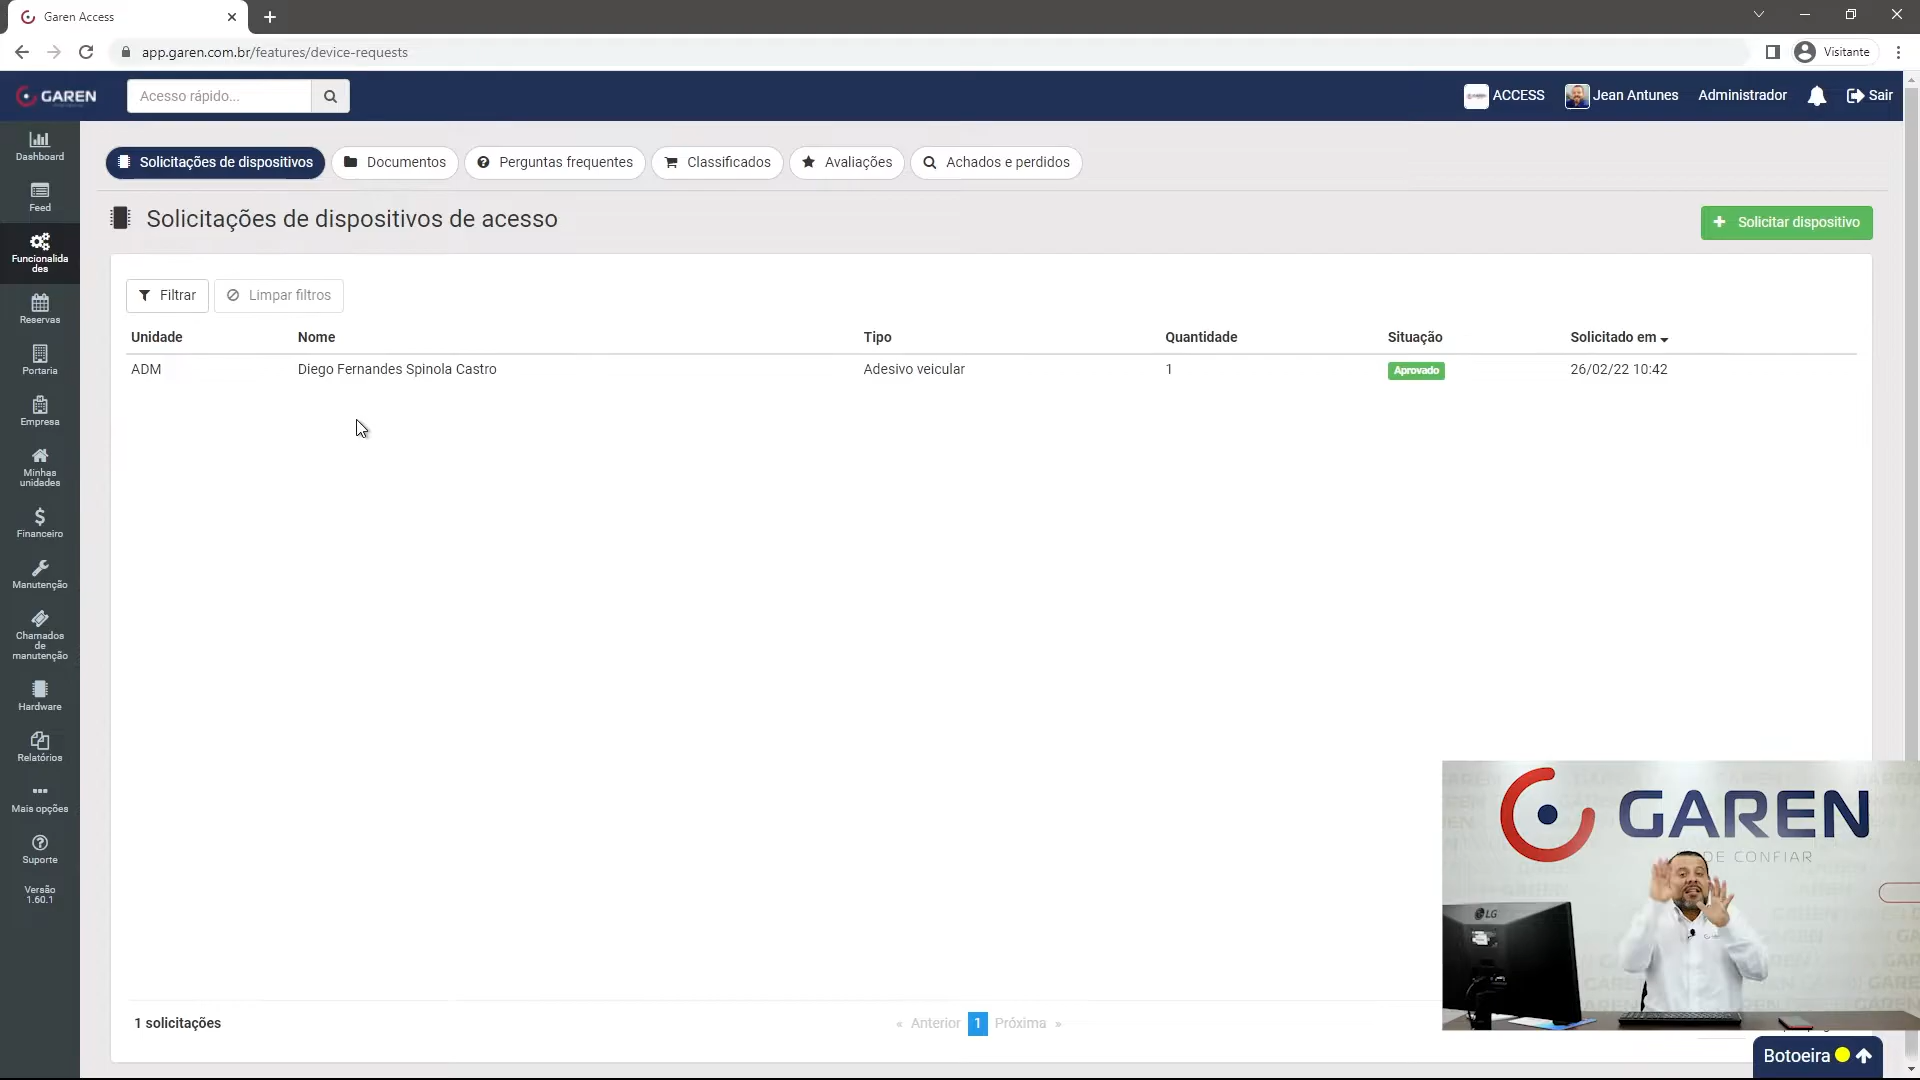 Garen Access
app.garen.com.br/features/device-requests
Visitante
GAREN
Acesso rápido...
ACCESS
Jean Antunes
Administrador
Sair
Dashboard
Feed
Funcionalida
des
Reservas
Portaria
Empresa
Minhas
unidades
Financeiro
Manutenção
Chamados
de
manutenção
Hardware
Relatórios
Mais opções
Suporte
Versão
1.60.1
Solicitações de dispositivos
Documentos
Perguntas frequentes
Classificados
Avaliações
Achados e perdidos
Solicitações de dispositivos de acesso
Solicitar dispositivo
Filtrar
Limpar filtros
Unidade Nome Tipo Quantidade Situação Solicitado em
ADM Diego Fernandes Spinola Castro Adesivo veicular 1 Aprovado 26/02/22 10:42
1 solicitações
« Anterior 1 Próxima »
GAREN
DE CONFIAR
LG
Botoeira